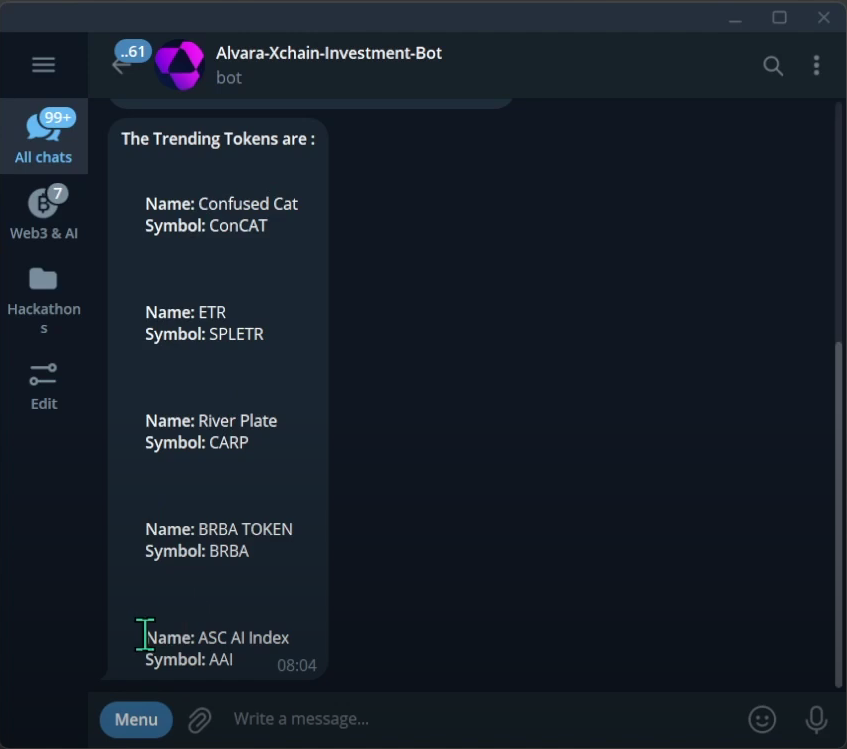 ..61
Alvara-Xchain-Investment-Bot
bot
99+
All chats
7
Web3 & AI
Hackathon
s
Edit
The Trending Tokens are :
Name: Confused Cat
Symbol: ConCAT
Name: ETR
Symbol: SPLETR
Name: River Plate
Symbol: CARP
Name: BRBA TOKEN
Symbol: BRBA
Name: ASC AI Index
Symbol: AAI
08:04
Menu
Write a message...